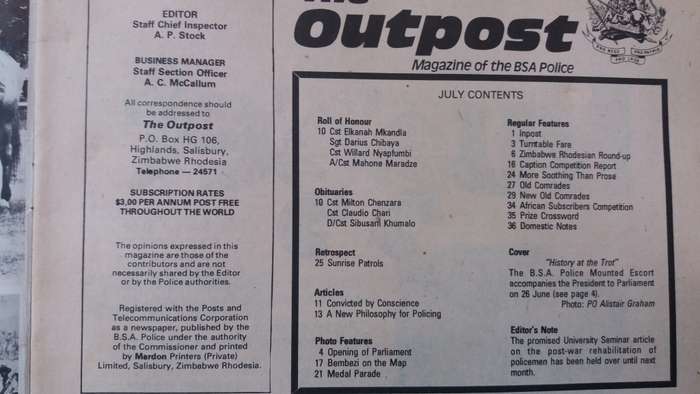 EDITOR
Staff Chief Inspector
A. P. Stock
BUSINESS MANAGER
Staff Section Officer
A. C. McCallum
All correspondence should
be addressed to
The Outpost
P.O. Box HG 106,
Highlands, Salisbury,
Zimbabwe Rhodesia
Telephone — 24571
SUBSCRIPTION RATES
$3,00 PER ANNUM POST FREE
THROUGHOUT THE WORLD
The opinions expressed in this
magazine are those of the
contributors and are not
necessarily shared by the Editor
or by the Police authorities.
Registered with the Posts and
Telecommunications Corporation
as a newspaper, published by the
B.S.A. Police under the authority
of the Commissioner and printed
by Mardon Printers (Private)
Limited, Salisbury, Zimbabwe Rhodesia.
The
Outpost
Magazine of the BSA Police
PRO REGE PRO PATRIA
PRO LEGE
JULY CONTENTS
Roll of Honour
10 Cst Elkanah Mkandla
Sgt Darius Chibaya
Cst Willard Nyapfumbi
A/Cst Mahone Maradze
Obituaries
10 Cst Milton Chenzara
Cst Claudio Chari
D/Cst Sibusani Khumalo
Retrospect
25 Sunrise Patrols
Articles
11 Convicted by Conscience
13 A New Philosophy for Policing
Photo Features
4 Opening of Parliament
17 Bembezi on the Map
21 Medal Parade
Regular Features
1 Inpost
3 Turntable Fare
6 Zimbabwe Rhodesian Round-up
16 Caption Competition Report
24 More Soothing Than Prose
27 Old Comrades
29 New Old Comrades
34 African Subscribers Competition
35 Prize Crossword
36 Domestic Notes
Cover
"History at the Trot"
The B.S.A. Police Mounted Escort
accompanies the President to Parliament
on 26 June (see page 4).
Photo: PO Alistair Graham
Editor's Note
The promised University Seminar article
on the post-war rehabilitation of
policemen has been held over until next
month.